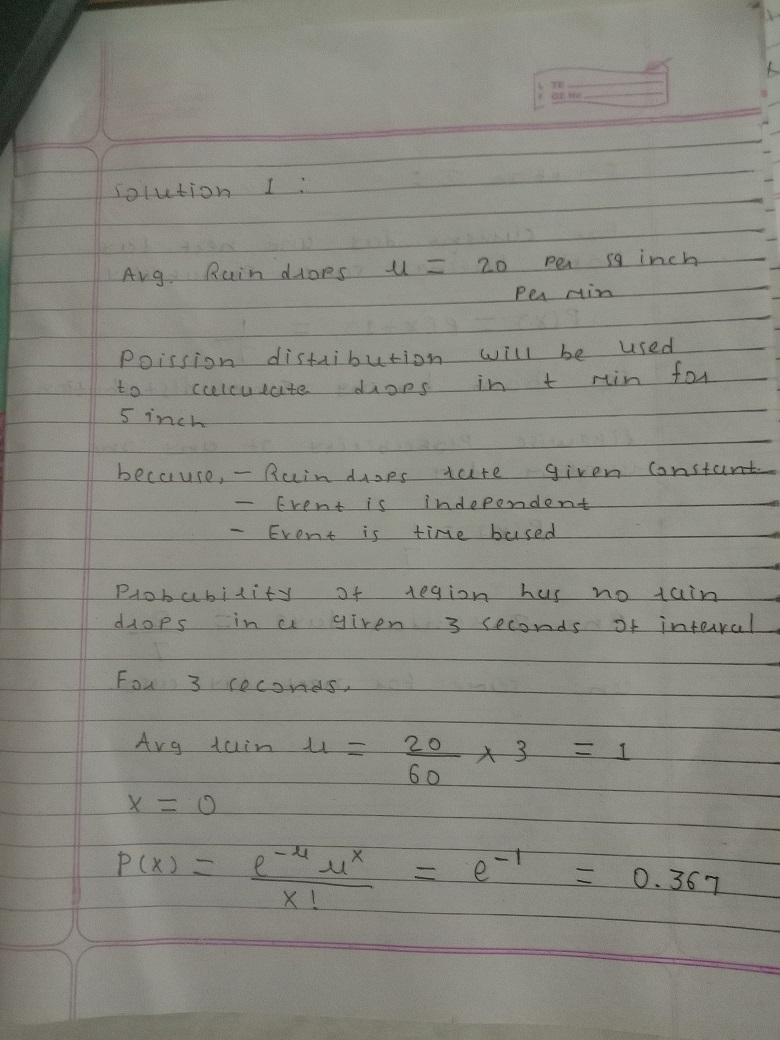 Solution 1 :
Avg. Rain drops μ = 20 per sq inch
per min
Poission distribution will be used
to calculate drops in t min for
5 inch
because, - Rain drops rate given constant
- Event is independent
- Event is time based
Probability of region has no rain
drops in a given 3 seconds of interval
For 3 seconds,
Avg rain μ = 20/60 x 3 = 1
x = 0
P(x) = e^-μ μ^x / x! = e^-1 = 0.367